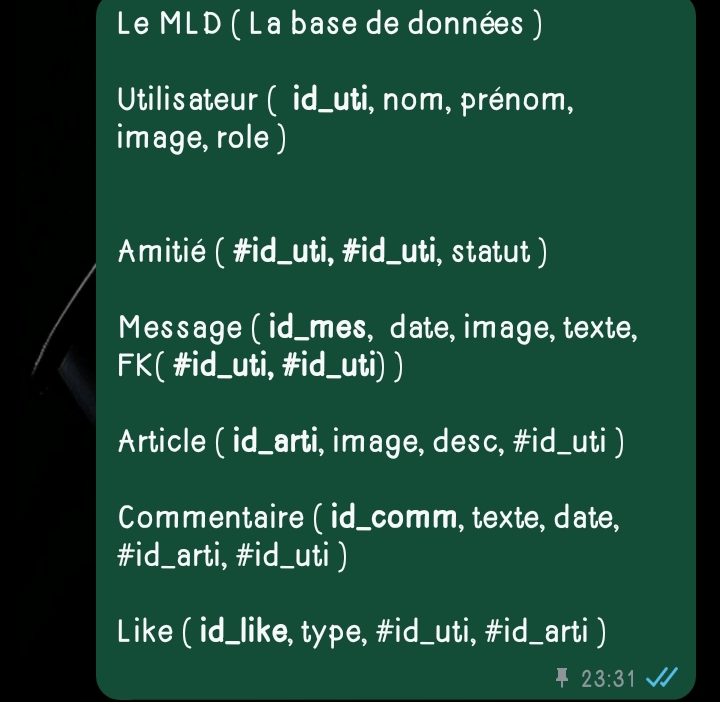 Le MLD ( La base de données )
Utilisateur ( id_uti, nom, prénom,
image, role )
Amitié ( #id_uti, #id_uti, statut )
Message ( id_mes, date, image, texte,
FK( #id_uti, #id_uti) )
Article ( id_arti, image, desc, #id_uti )
Commentaire ( id_comm, texte, date,
#id_arti, #id_uti )
Like ( id_like, type, #id_uti, #id_arti )
23:31